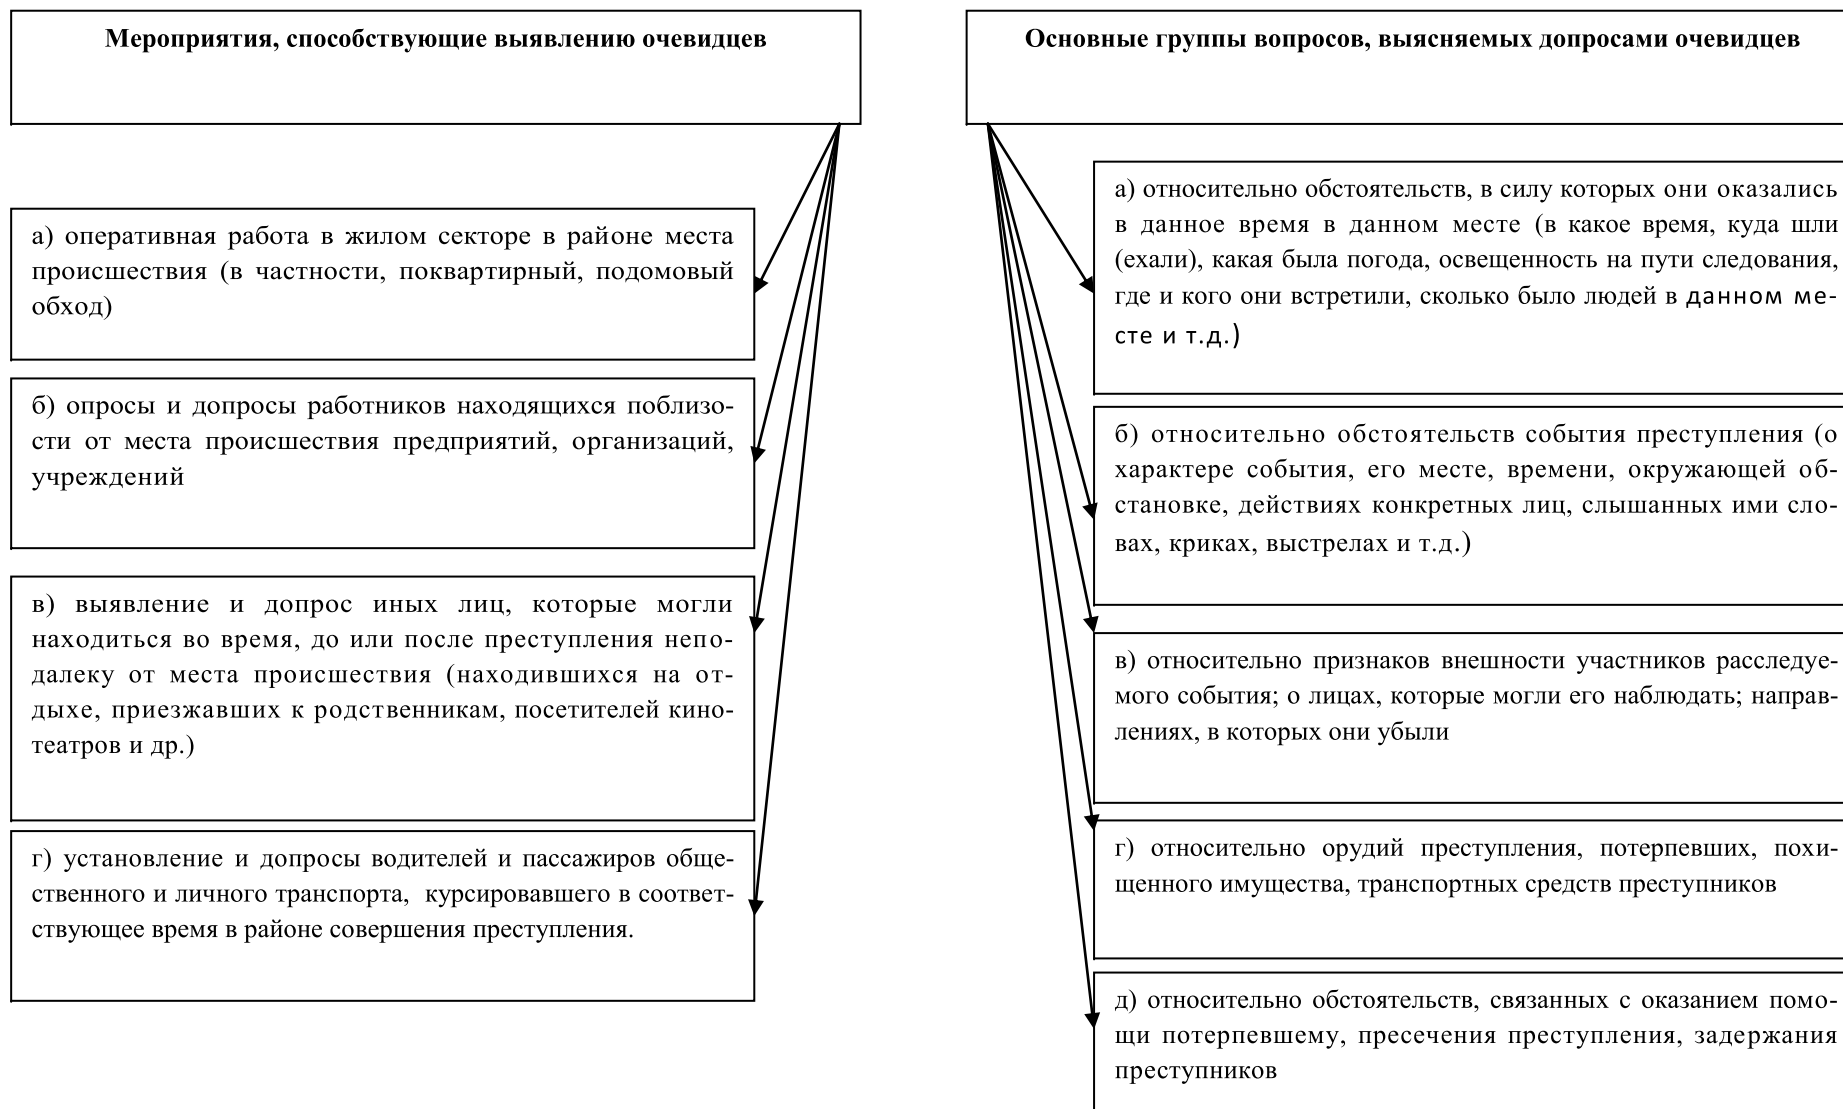 Мероприятия, способствующие выявлению очевидцев
а) оперативная работа в жилом секторе в районе места
происшествия (в частности, поквартирный, подомовый
обход)
б) опросы и допросы работников находящихся поблизо-
сти от места происшествия предприятий, организаций,
учреждений
в) выявление и допрос иных лиц, которые могли
находиться во время, до или после преступления непо-
далеку от места происшествия (находившихся на от-
дыхе, приезжавших к родственникам, посетителей кино-
театров и др.)
г) установление и допросы водителей и пассажиров обще-
ственного и личного транспорта, курсировавшего в соответ-
ствующее время в районе совершения преступления.
Основные группы вопросов, выясняемых допросами очевидцев
а) относительно обстоятельств, в силу которых они оказались
в данное время в данном месте (в какое время, куда шли
(ехали), какая была погода, освещенность на пути следования,
где и кого они встретили, сколько было людей в данном ме-
сте и т.д.)
б) относительно обстоятельств события преступления (о
характере события, его месте, времени, окружающей об-
становке, действиях конкретных лиц, слышанных ими сло-
вах, криках, выстрелах и т.д.)
в) относительно признаков внешности участников расследуе-
мого события; о лицах, которые могли его наблюдать; направ-
лениях, в которых они убыли
г) относительно орудий преступления, потерпевших, похи-
щенного имущества, транспортных средств преступников
д) относительно обстоятельств, связанных с оказанием помо-
щи потерпевшему, пресечения преступления, задержания
преступников